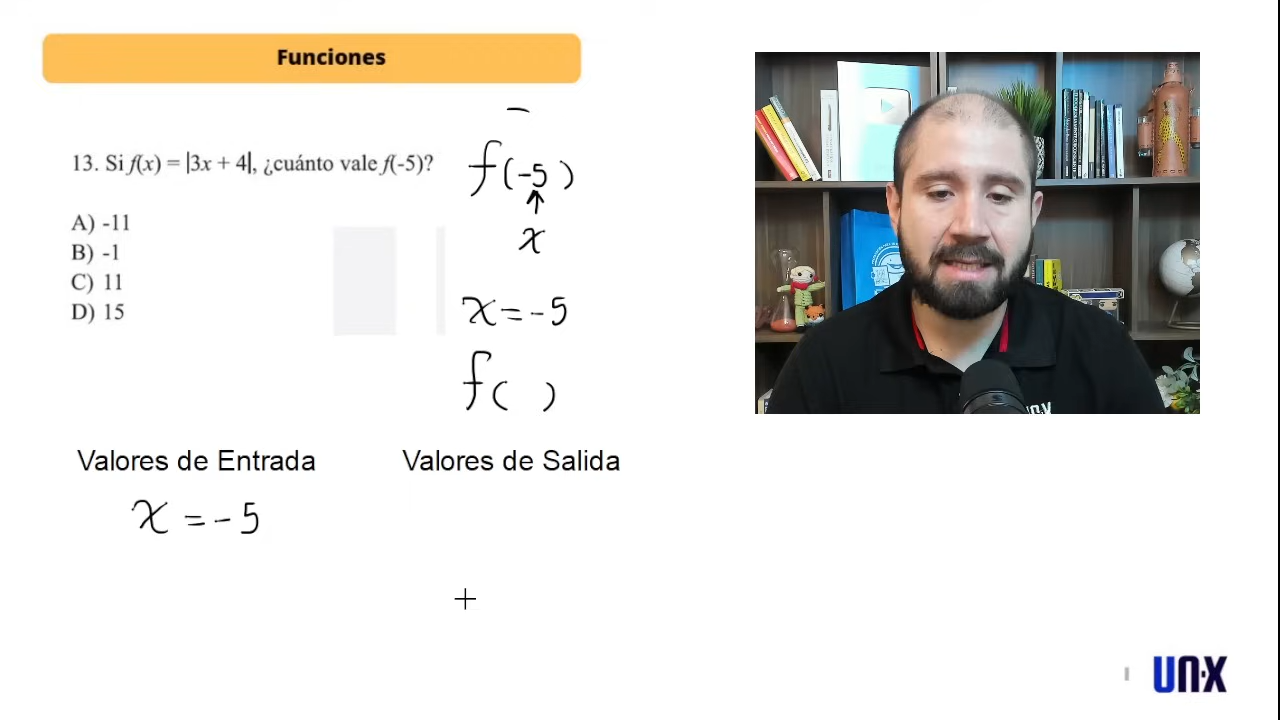 Funciones
13. Si f(x) = |3x + 4|, ¿cuánto vale f(-5)?
A) -11
B) -1
C) 11
D) 15
f(-5)
x
x = -5
f( )
Valores de Entrada
Valores de Salida
x = -5
UNX